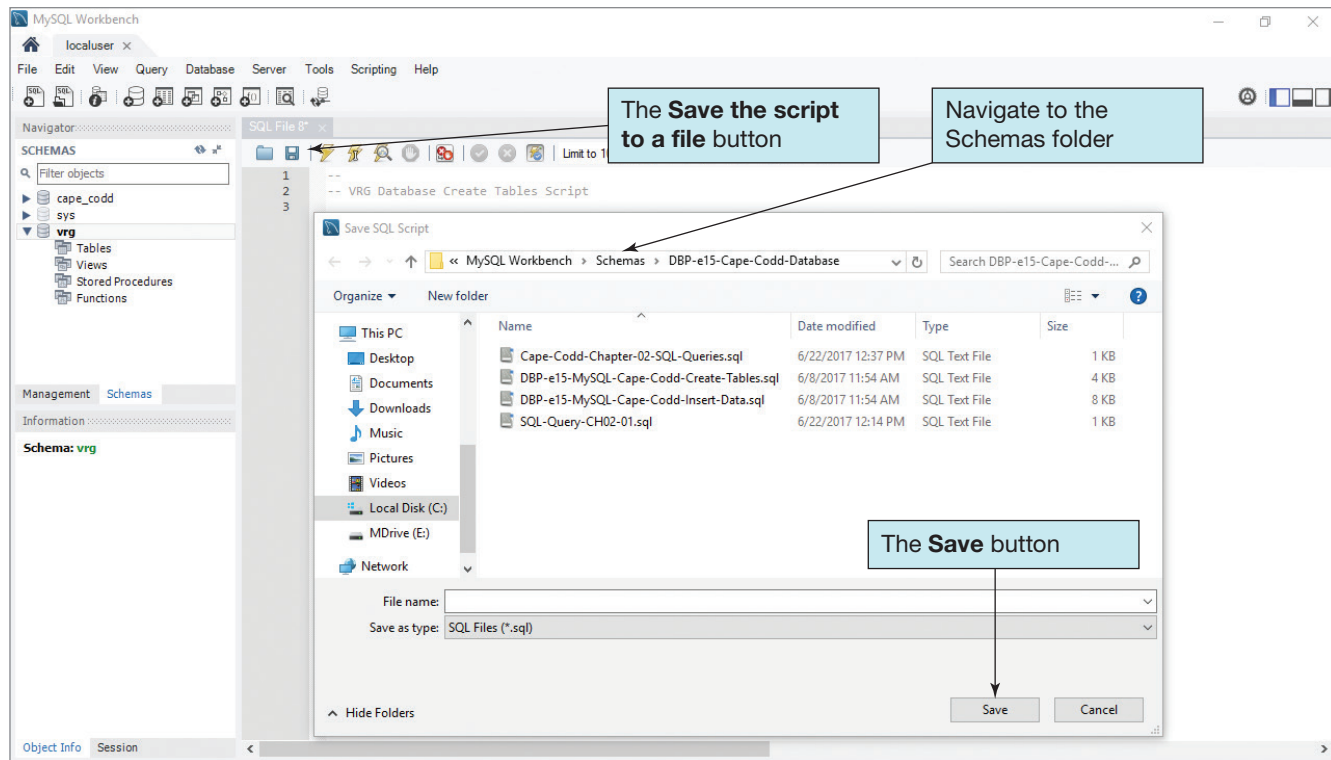 MySQL Workbench
localuser ×
File Edit View Query Database Server Tools Scripting Help
Navigator
SQL File 8* ×
SCHEMAS
Filter objects
cape_codd
sys
vrg
Tables
Views
Stored Procedures
Functions
Management Schemas
Information
Schema: vrg
Object Info Session
Limit to 1
1 --
2 -- VRG Database Create Tables Script
3
The Save the script
to a file button
Navigate to the
Schemas folder
Save SQL Script
« MySQL Workbench > Schemas > DBP-e15-Cape-Codd-Database
Search DBP-e15-Cape-Codd-...
Organize New folder
This PC
Desktop
Documents
Downloads
Music
Pictures
Videos
Local Disk (C:)
MDrive (E:)
Network
Name Date modified Type Size
Cape-Codd-Chapter-02-SQL-Queries.sql 6/22/2017 12:37 PM SQL Text File 1 KB
DBP-e15-MySQL-Cape-Codd-Create-Tables.sql 6/8/2017 11:54 AM SQL Text File 4 KB
DBP-e15-MySQL-Cape-Codd-Insert-Data.sql 6/8/2017 11:54 AM SQL Text File 8 KB
SQL-Query-CH02-01.sql 6/22/2017 12:14 PM SQL Text File 1 KB
The Save button
File name:
Save as type: SQL Files (*.sql)
Hide Folders
Save Cancel